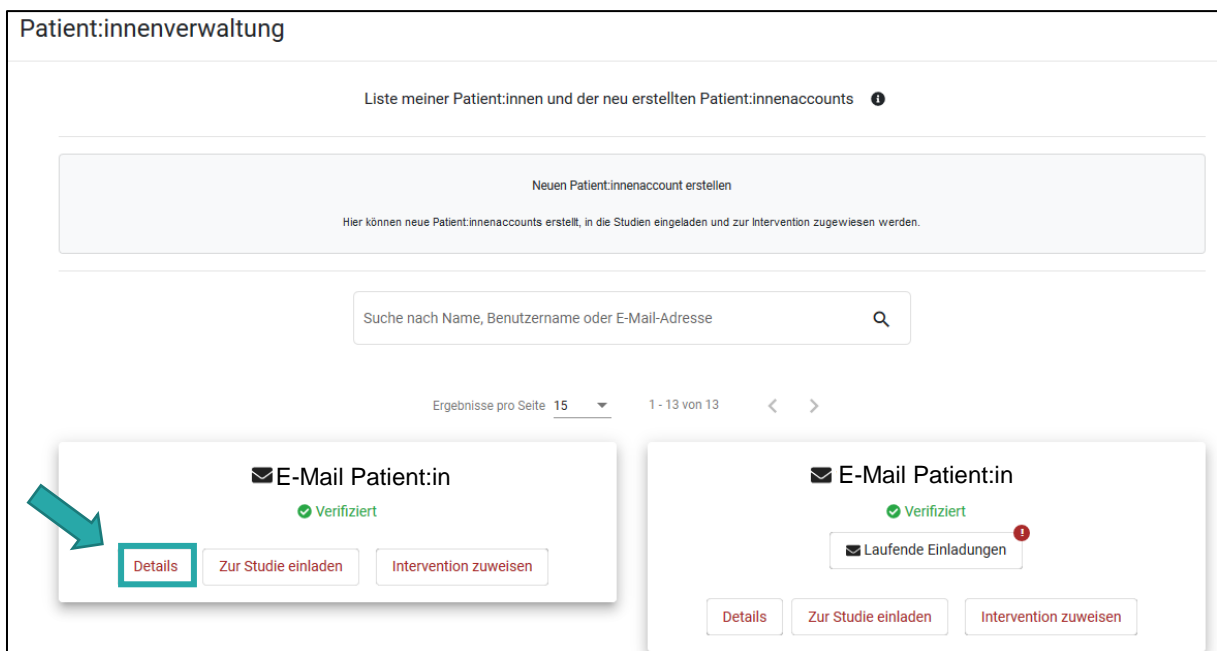 Patient:innenverwaltung
Liste meiner Patient:innen und der neu erstellten Patient:innenaccounts
Neuen Patient:innenaccount erstellen
Hier können neue Patient:innenaccounts erstellt, in die Studien eingeladen und zur Intervention zugewiesen werden.
Suche nach Name, Benutzername oder E-Mail-Adresse
Ergebnisse pro Seite 15 1 - 13 von 13
E-Mail Patient:in
Verifiziert
Details Zur Studie einladen Intervention zuweisen
E-Mail Patient:in
Verifiziert
Laufende Einladungen
Details Zur Studie einladen Intervention zuweisen